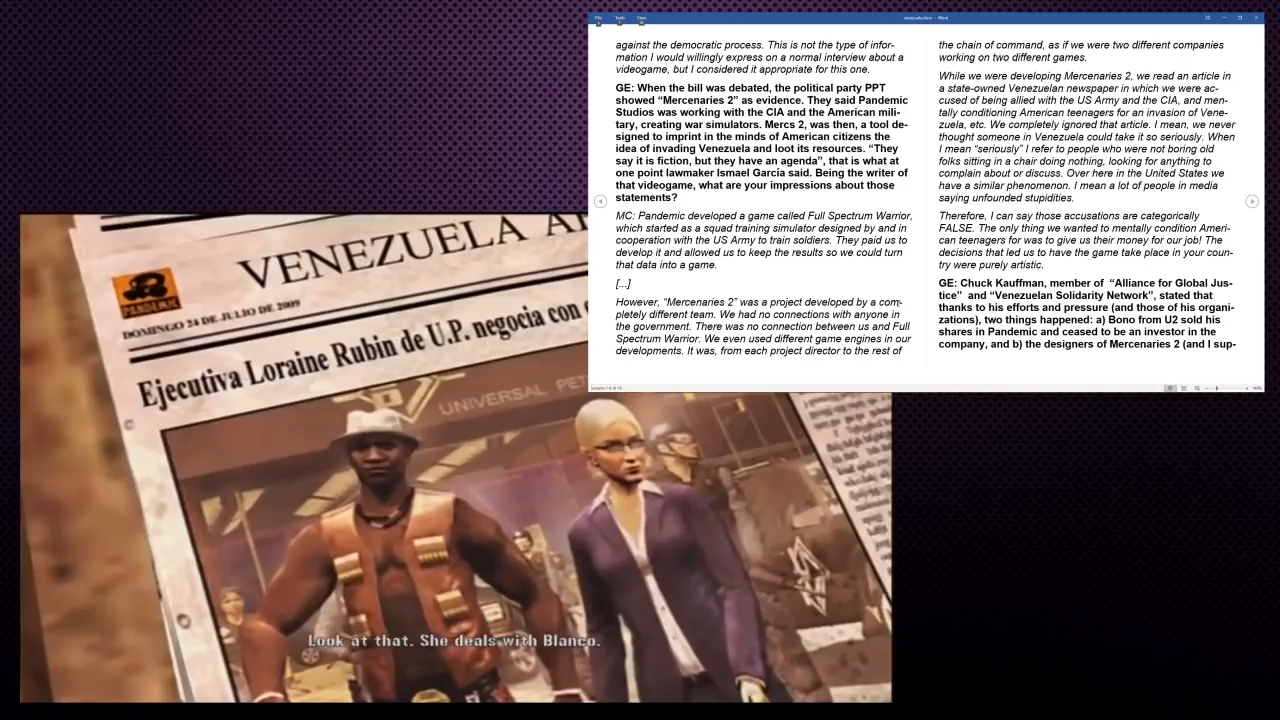 File Tools View
venezuela.docx - Word
against the democratic process. This is not the type of infor-
mation I would willingly express on a normal interview about a
videogame, but I considered it appropriate for this one.
GE: When the bill was debated, the political party PPT
showed “Mercenaries 2” as evidence. They said Pandemic
Studios was working with the CIA and the American mili-
tary, creating war simulators. Mercs 2, was then, a tool de-
signed to imprint in the minds of American citizens the
idea of invading Venezuela and loot its resources. “They
say it is fiction, but they have an agenda”, that is what at
one point lawmaker Ismael García said. Being the writer of
that videogame, what are your impressions about those
statements?
MC: Pandemic developed a game called Full Spectrum Warrior,
which started as a squad training simulator designed by and in
cooperation with the US Army to train soldiers. They paid us to
develop it and allowed us to keep the results so we could turn
that data into a game.
[...]
However, “Mercenaries 2” was a project developed by a com-
pletely different team. We had no connections with anyone in
the government. There was no connection between us and Full
Spectrum Warrior. We even used different game engines in our
developments. It was, from each project director to the rest of
the chain of command, as if we were two different companies
working on two different games.
While we were developing Mercenaries 2, we read an article in
a state-owned Venezuelan newspaper in which we were ac-
cused of being allied with the US Army and the CIA, and men-
tally conditioning American teenagers for an invasion of Vene-
zuela, etc. We completely ignored that article. I mean, we never
thought someone in Venezuela could take it so seriously. When
I mean “seriously” I refer to people who were not boring old
folks sitting in a chair doing nothing, looking for anything to
complain about or discuss. Over here in the United States we
have a similar phenomenon. I mean a lot of people in media
saying unfounded stupidities.
Therefore, I can say those accusations are categorically
FALSE. The only thing we wanted to mentally condition Ameri-
can teenagers for was to give us their money for our job! The
decisions that led us to have the game take place in your coun-
try were purely artistic.
GE: Chuck Kauffman, member of “Alliance for Global Jus-
tice” and “Venezuelan Solidarity Network”, stated that
thanks to his efforts and pressure (and those of his organi-
zations), two things happened: a) Bono from U2 sold his
shares in Pandemic and ceased to be an investor in the
company, and b) the designers of Mercenaries 2 (and I sup-
PANDEMIC
VENEZUELA
DOMINGO 24 DE JULIO DE 2009
Ejecutiva Loraine Rubin de U.P. negocia con
UNIVERSAL PET
Look at that. She deals with Blanco.